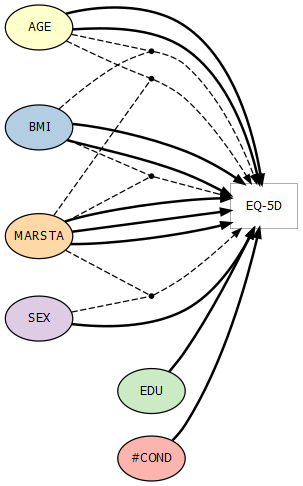 AGE
BMI
EQ-5D
MARSTA
SEX
EDU
#COND